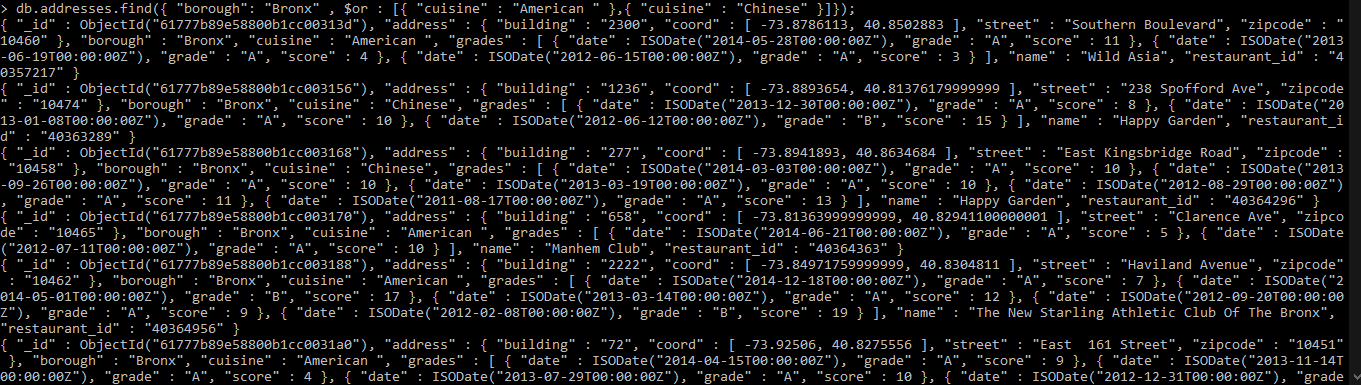 > db.addresses.find({ "borough": "Bronx" , $or : [{ "cuisine" : "American " },{ "cuisine" : "Chinese" }]});
{ "_id" : ObjectId("61777b89e58800b1cc00313d"), "address" : { "building" : "2300", "coord" : [ -73.8786113, 40.8502883 ], "street" : "Southern Boulevard", "zipcode" : "
10460" }, "borough" : "Bronx", "cuisine" : "American ", "grades" : [ { "date" : ISODate("2014-05-28T00:00:00Z"), "grade" : "A", "score" : 11 }, { "date" : ISODate("2013
-06-19T00:00:00Z"), "grade" : "A", "score" : 4 }, { "date" : ISODate("2012-06-15T00:00:00Z"), "grade" : "A", "score" : 3 } ], "name" : "Wild Asia", "restaurant_id" : "4
0357217" }
{ "_id" : ObjectId("61777b89e58800b1cc003156"), "address" : { "building" : "1236", "coord" : [ -73.8893654, 40.81376179999999 ], "street" : "238 Spofford Ave", "zipcode
" : "10474" }, "borough" : "Bronx", "cuisine" : "Chinese", "grades" : [ { "date" : ISODate("2013-12-30T00:00:00Z"), "grade" : "A", "score" : 8 }, { "date" : ISODate("20
13-01-08T00:00:00Z"), "grade" : "A", "score" : 10 }, { "date" : ISODate("2012-06-12T00:00:00Z"), "grade" : "B", "score" : 15 } ], "name" : "Happy Garden", "restaurant_i
d" : "40363289" }
{ "_id" : ObjectId("61777b89e58800b1cc003168"), "address" : { "building" : "277", "coord" : [ -73.8941893, 40.8634684 ], "street" : "East Kingsbridge Road", "zipcode" :
 "10458" }, "borough" : "Bronx", "cuisine" : "Chinese", "grades" : [ { "date" : ISODate("2014-03-03T00:00:00Z"), "grade" : "A", "score" : 10 }, { "date" : ISODate("2013
-09-26T00:00:00Z"), "grade" : "A", "score" : 10 }, { "date" : ISODate("2013-03-19T00:00:00Z"), "grade" : "A", "score" : 10 }, { "date" : ISODate("2012-08-29T00:00:00Z")
, "grade" : "A", "score" : 11 }, { "date" : ISODate("2011-08-17T00:00:00Z"), "grade" : "A", "score" : 13 } ], "name" : "Happy Garden", "restaurant_id" : "40364296" }
{ "_id" : ObjectId("61777b89e58800b1cc003170"), "address" : { "building" : "658", "coord" : [ -73.81363999999999, 40.82941100000001 ], "street" : "Clarence Ave", "zipco
de" : "10465" }, "borough" : "Bronx", "cuisine" : "American ", "grades" : [ { "date" : ISODate("2014-06-21T00:00:00Z"), "grade" : "A", "score" : 5 }, { "date" : ISODate
("2012-07-11T00:00:00Z"), "grade" : "A", "score" : 10 } ], "name" : "Manhem Club", "restaurant_id" : "40364363" }
{ "_id" : ObjectId("61777b89e58800b1cc003188"), "address" : { "building" : "2222", "coord" : [ -73.84971759999999, 40.8304811 ], "street" : "Haviland Avenue", "zipcode"
 : "10462" }, "borough" : "Bronx", "cuisine" : "American ", "grades" : [ { "date" : ISODate("2014-12-18T00:00:00Z"), "grade" : "A", "score" : 7 }, { "date" : ISODate("2
014-05-01T00:00:00Z"), "grade" : "B", "score" : 17 }, { "date" : ISODate("2013-03-14T00:00:00Z"), "grade" : "A", "score" : 12 }, { "date" : ISODate("2012-09-20T00:00:00
Z"), "grade" : "A", "score" : 9 }, { "date" : ISODate("2012-02-08T00:00:00Z"), "grade" : "B", "score" : 19 } ], "name" : "The New Starling Athletic Club Of The Bronx",
"restaurant_id" : "40364956" }
{ "_id" : ObjectId("61777b89e58800b1cc0031a0"), "address" : { "building" : "72", "coord" : [ -73.92506, 40.8275556 ], "street" : "East  161 Street", "zipcode" : "10451"
 }, "borough" : "Bronx", "cuisine" : "American ", "grades" : [ { "date" : ISODate("2014-04-15T00:00:00Z"), "grade" : "A", "score" : 9 }, { "date" : ISODate("2013-11-14T
00:00:00Z"), "grade" : "A", "score" : 4 }, { "date" : ISODate("2013-07-29T00:00:00Z"), "grade" : "A", "score" : 10 }, { "date" : ISODate("2012-12-31T00:00:00Z"), "grade